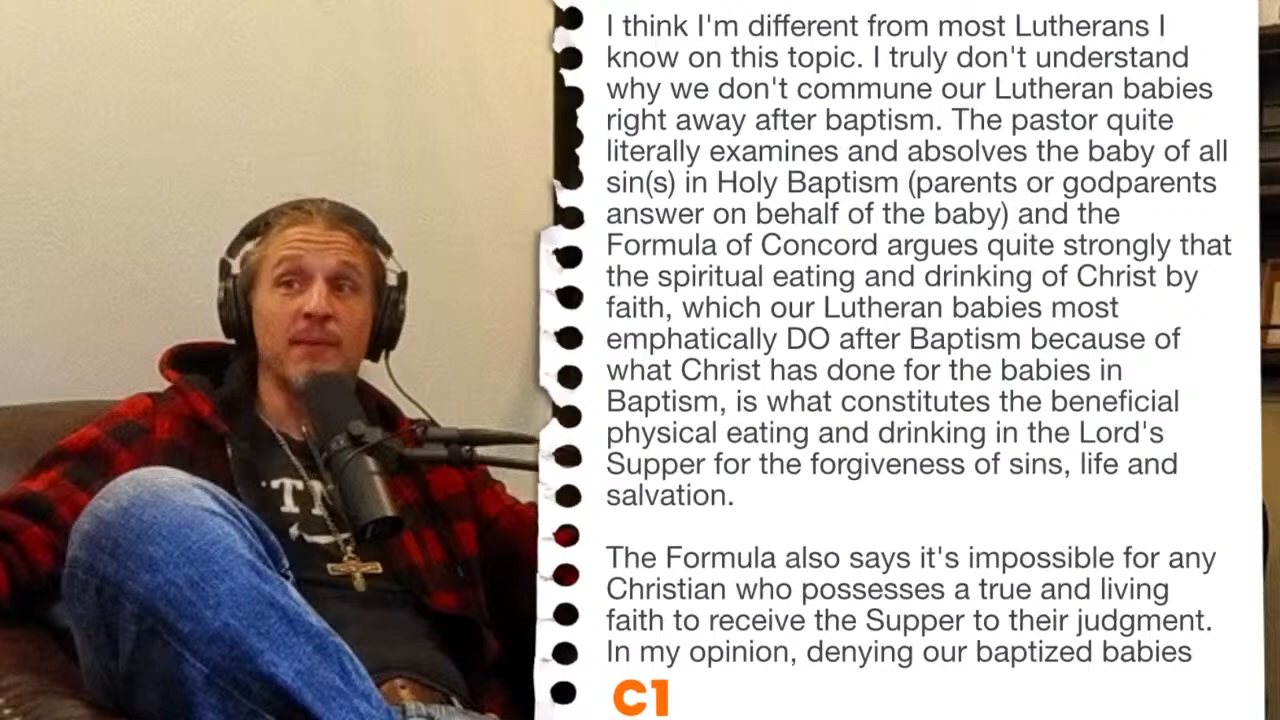 I think I'm different from most Lutherans I
know on this topic. I truly don't understand
why we don't commune our Lutheran babies
right away after baptism. The pastor quite
literally examines and absolves the baby of all
sin(s) in Holy Baptism (parents or godparents
answer on behalf of the baby) and the
Formula of Concord argues quite strongly that
the spiritual eating and drinking of Christ by
faith, which our Lutheran babies most
emphatically DO after Baptism because of
what Christ has done for the babies in
Baptism, is what constitutes the beneficial
physical eating and drinking in the Lord's
Supper for the forgiveness of sins, life and
salvation.
The Formula also says it's impossible for any
Christian who possesses a true and living
faith to receive the Supper to their judgment.
In my opinion, denying our baptized babies
C1